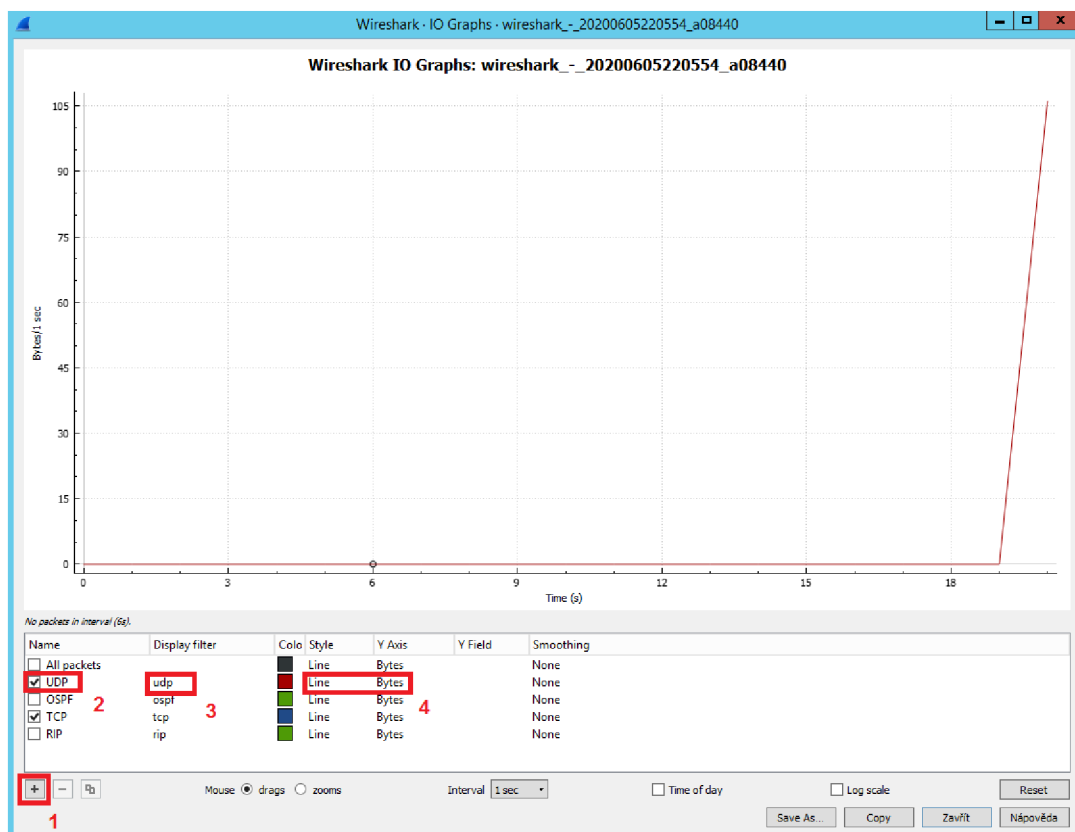 Wireshark · IO Graphs · wireshark_-_20200605220554_a08440
Wireshark IO Graphs: wireshark_-_20200605220554_a08440
105
90
75
60
45
30
15
0
Bytes/1 sec
0 3 6 9 12 15 18
Time (s)
No packets in interval (6s).
Name Display filter Colo Style Y Axis Y Field Smoothing
All packets Line Bytes None
UDP udp Line Bytes None
OSPF ospf Line Bytes None
TCP tcp Line Bytes None
RIP rip Line Bytes None
2 3 4
+ − Mouse drags zooms Interval 1 sec Time of day Log scale Reset
1
Save As... Copy Zavřít Nápověda